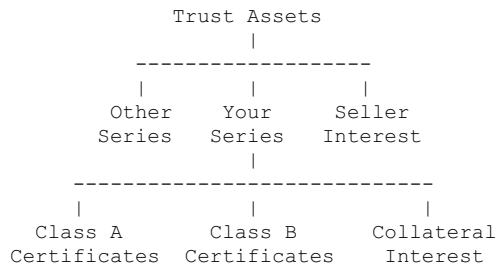 Trust Assets
Other Your Seller
Series Series Interest
Class A Class B Collateral
Certificates Certificates Interest